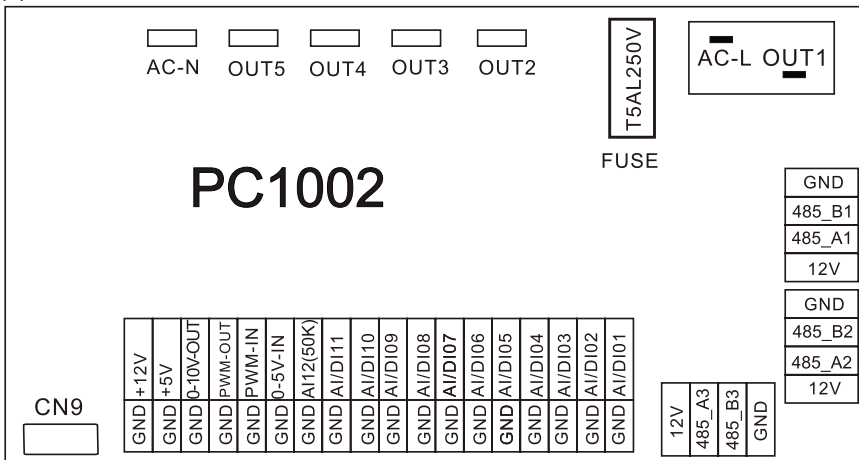 AC-N OUT5 OUT4 OUT3 OUT2
T5AL250V
FUSE
AC-L OUT1
PC1002
GND
485_B1
485_A1
12V
GND
485_B2
485_A2
12V
CN9
+12V +5V 0-10V-OUT PWM-OUT PWM-IN 0-5V-IN AI12(50K) AI/DI11 AI/DI10 AI/DI09 AI/DI08 AI/DI07 AI/DI06 AI/DI05 AI/DI04 AI/DI03 AI/DI02 AI/DI01
GND GND GND GND GND GND GND GND GND GND GND GND GND GND GND GND GND GND
12V 485_A3 485_B3 GND